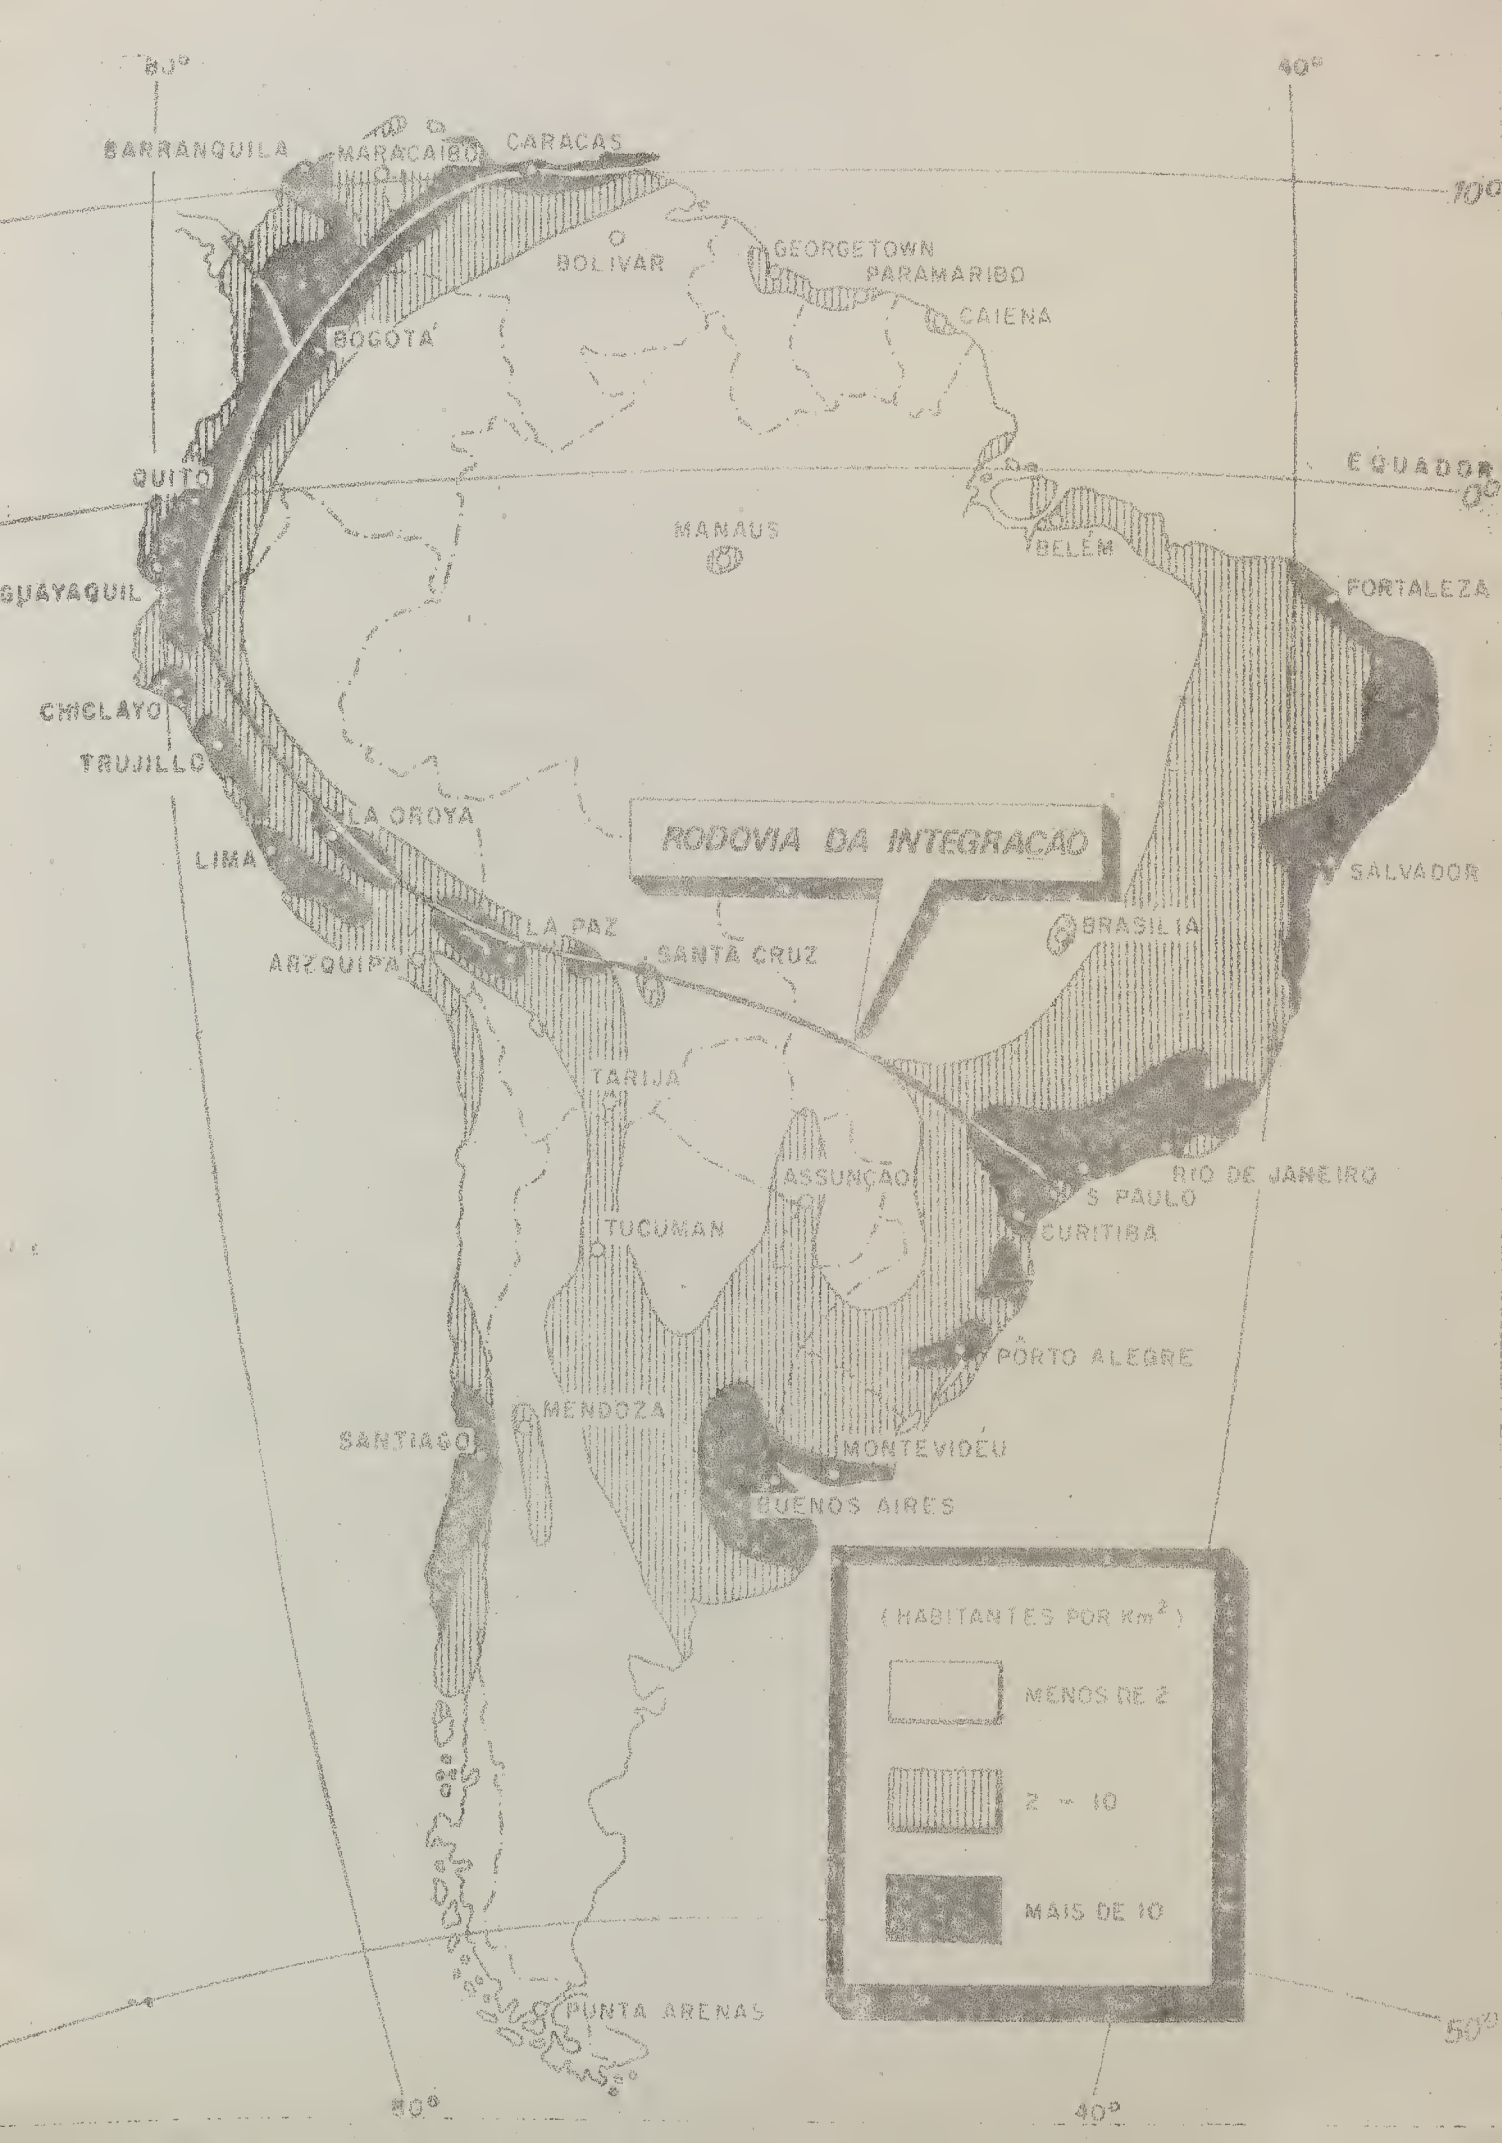 80°
40°
BARRANQUILA
MARACAIBO
CARACAS
10°
BOLIVAR
GEORGETOWN
PARAMARIBO
CAIENA
BOGOTÁ
QUITO
EQUADOR
0°
MANAUS
BELÉM
GUAYAQUIL
FORTALEZA
CHICLAYO
TRUJILLO
LA OROYA
RODOVIA DA INTEGRAÇÃO
LIMA
SALVADOR
LA PAZ
BRASÍLIA
AREQUIPA
SANTA CRUZ
TARIJA
ASSUNÇÃO
RIO DE JANEIRO
S PAULO
TUCUMAN
CURITIBA
PÔRTO ALEGRE
MENDOZA
SANTIAGO
MONTEVIDÉU
BUENOS AIRES
(HABITANTES POR Km²)
MENOS DE 2
2 - 10
MAIS DE 10
PUNTA ARENAS
50°
80°
40°